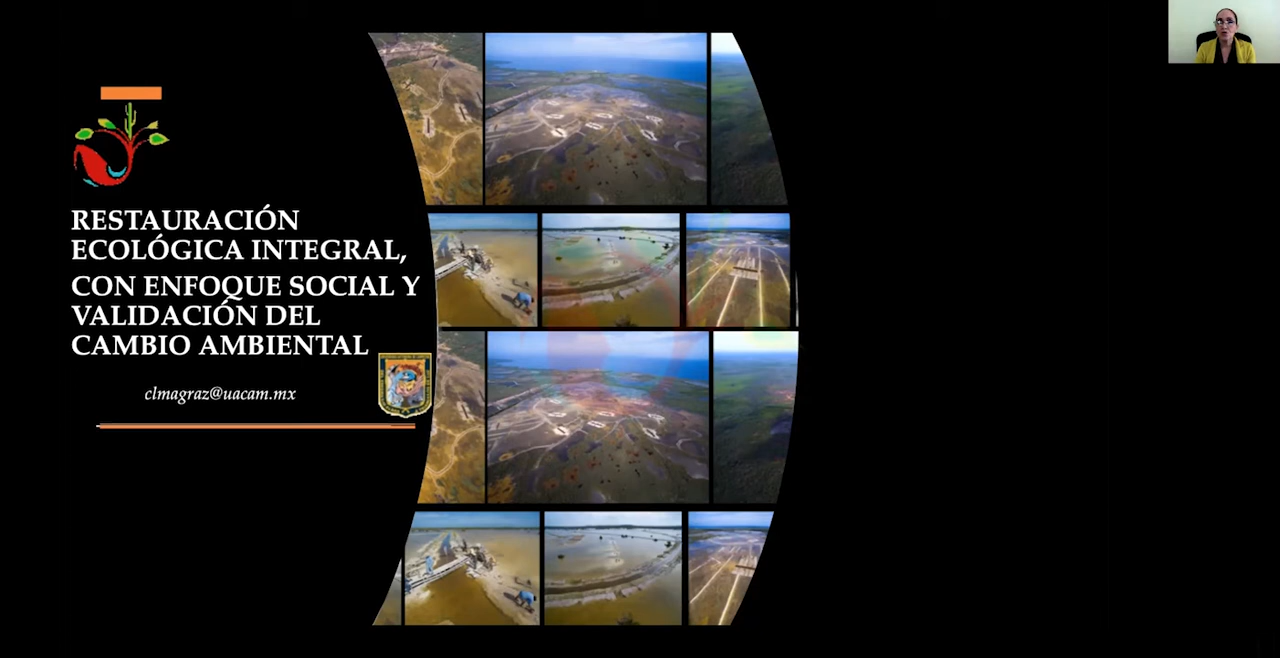 RESTAURACIÓN
ECOLÓGICA INTEGRAL,
CON ENFOQUE SOCIAL Y
VALIDACIÓN DEL
CAMBIO AMBIENTAL
clmagraz@uacam.mx